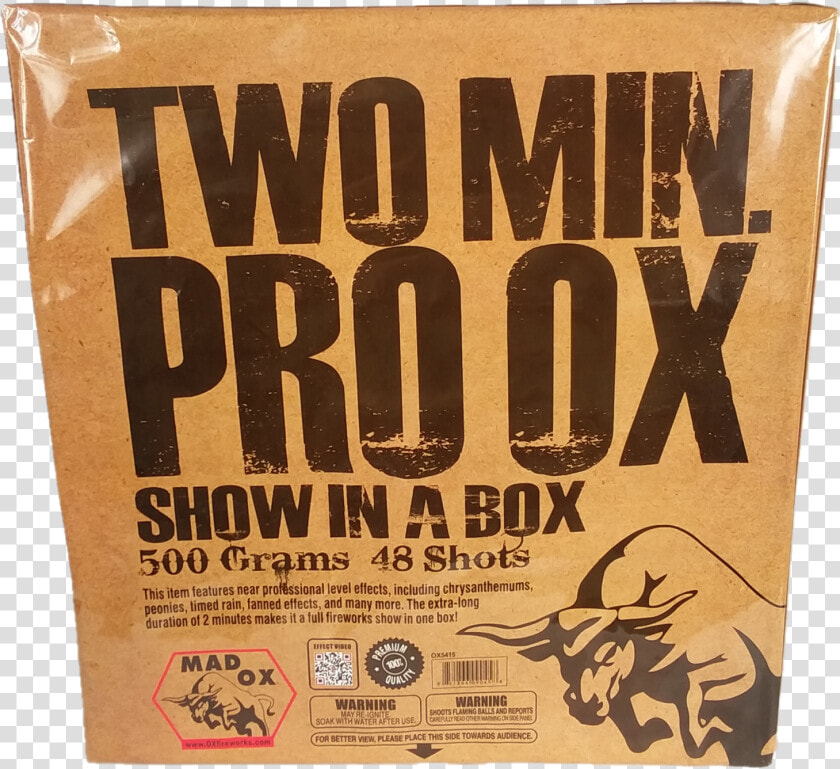 TWO MIN.
PRO OX
SHOW IN A BOX
500 Grams 48 Shots
This item features near professional level effects, including chrysanthemums,
peonies, timed rain, fanned effects, and many more. The extra-long
duration of 2 minutes makes it a full fireworks show in one box!
MAD
OX
www.OXfireworks.com
EFFECT VIDEO
PREMIUM
100%
QUALITY
OX5415
WARNING
MAY RE-IGNITE
SOAK WITH WATER AFTER USE.
WARNING
SHOOTS FLAMING BALLS AND REPORTS
CAREFULLY READ OTHER WARNING ON SIDE PANEL
FOR BETTER VIEW, PLEASE PLACE THIS SIDE TOWARDS AUDIENCE.